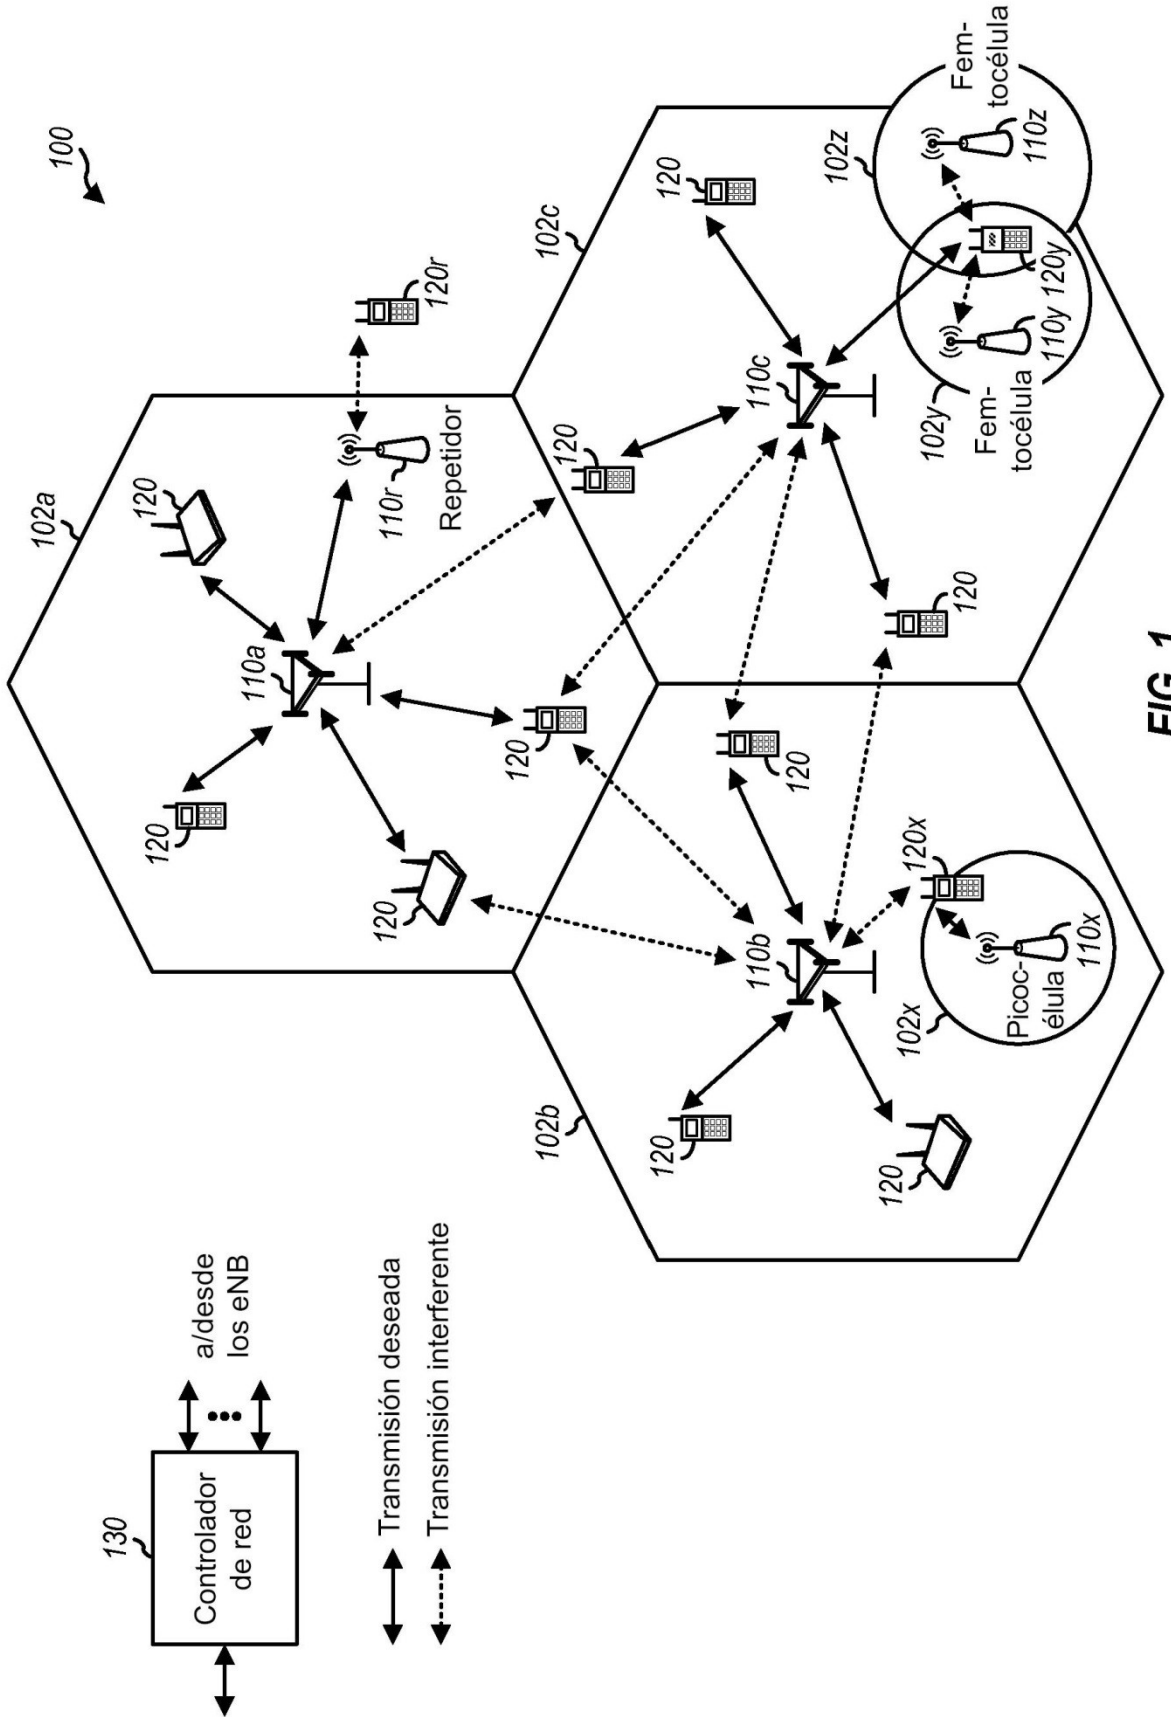 100
102a
130
120
120
Controlador
de red
a/desde
los eNB
110a
Transmisión deseada
Transmisión interferente
120
110r
Repetidor
120r
120
120
102b
102c
120
120
110b
110c
120
102z
Fem-
tocélula
110z
120
102x
120x
Picoc-
élula
110x
120
102y
Fem-
tocélula
110y
120y
FIG. 1